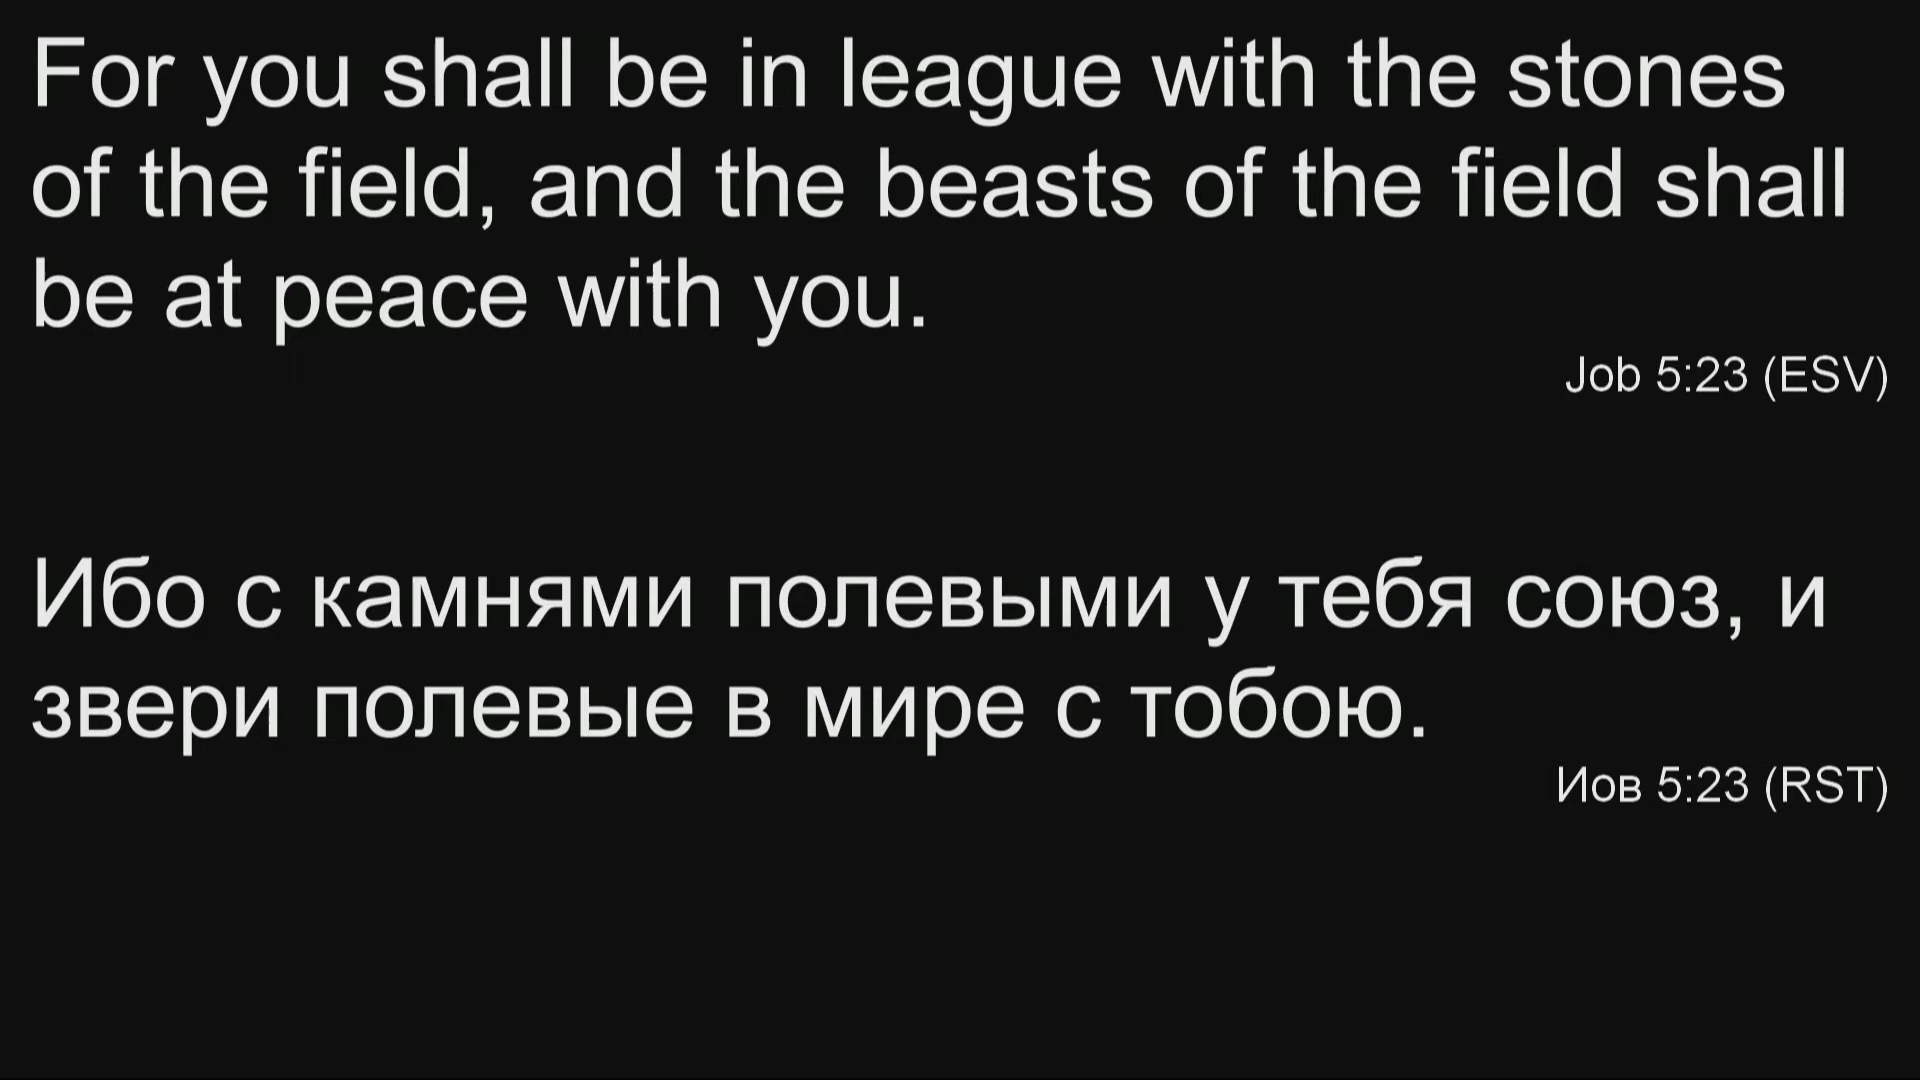 For you shall be in league with the stones
of the field, and the beasts of the field shall
be at peace with you.
Job 5:23 (ESV)
Ибо с камнями полевыми у тебя союз, и
звери полевые в мире с тобою.
Иов 5:23 (RST)